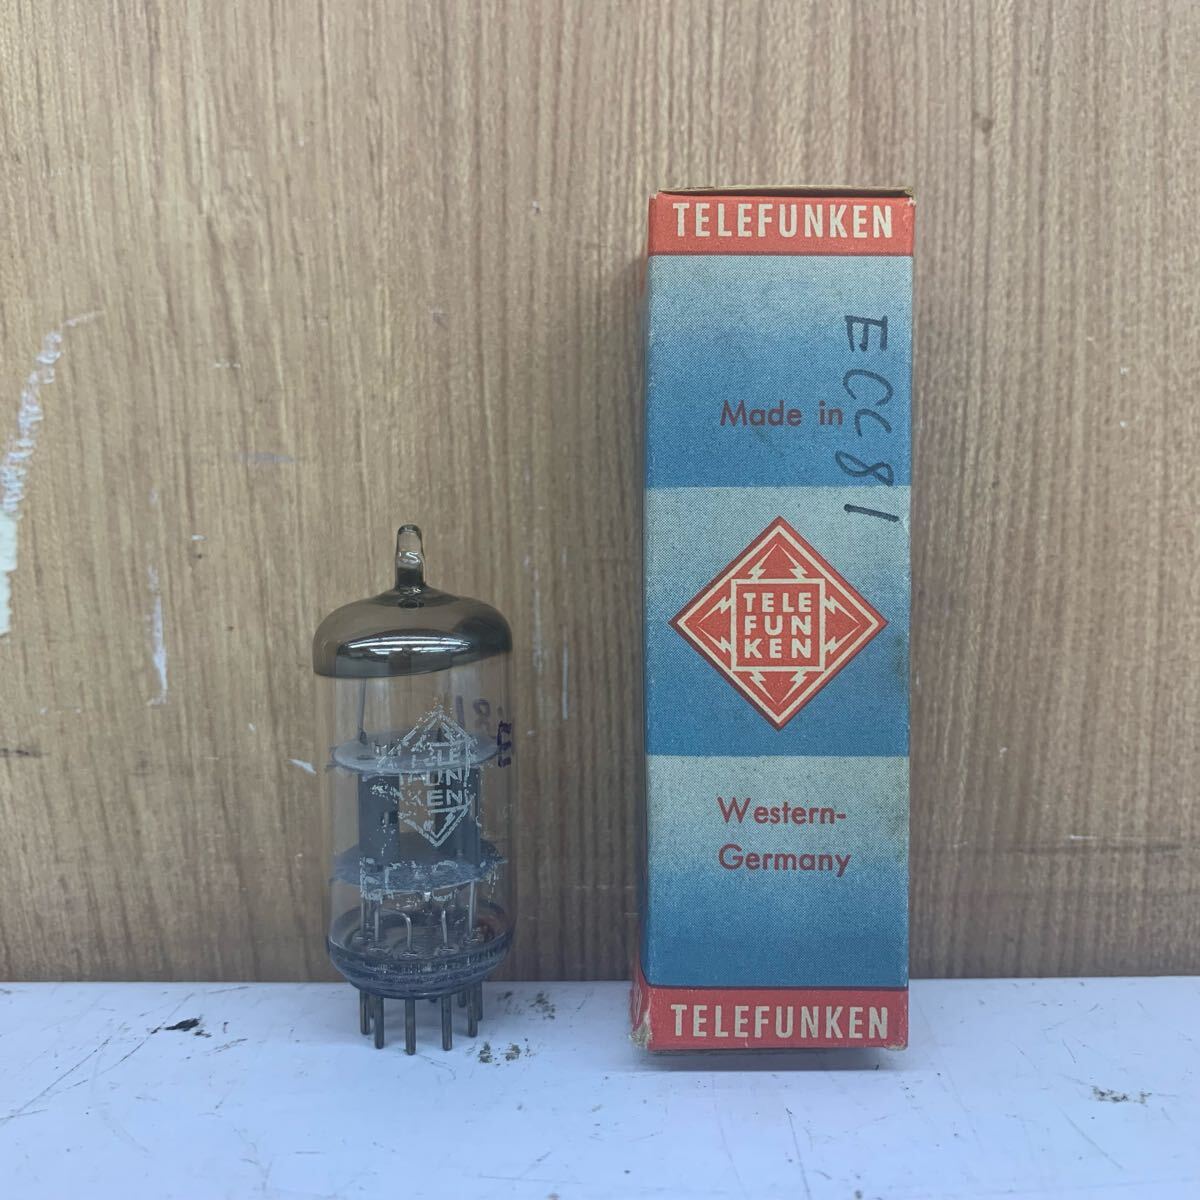 TELEFUNKEN
ECC81
Made in
TELE
FUN
KEN
Western-
Germany
TELEFUNKEN
TELE
FUN
KEN